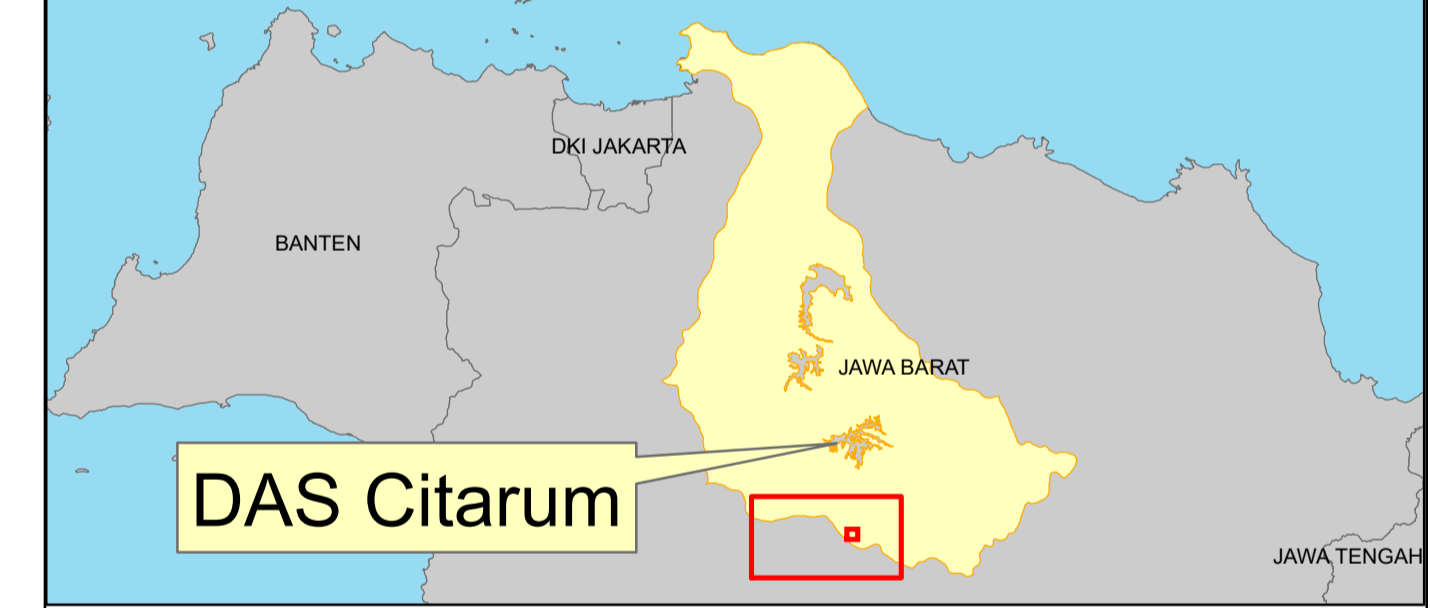 DKI JAKARTA
BANTEN
JAWA BARAT
DAS Citarum
JAWA TENGAH